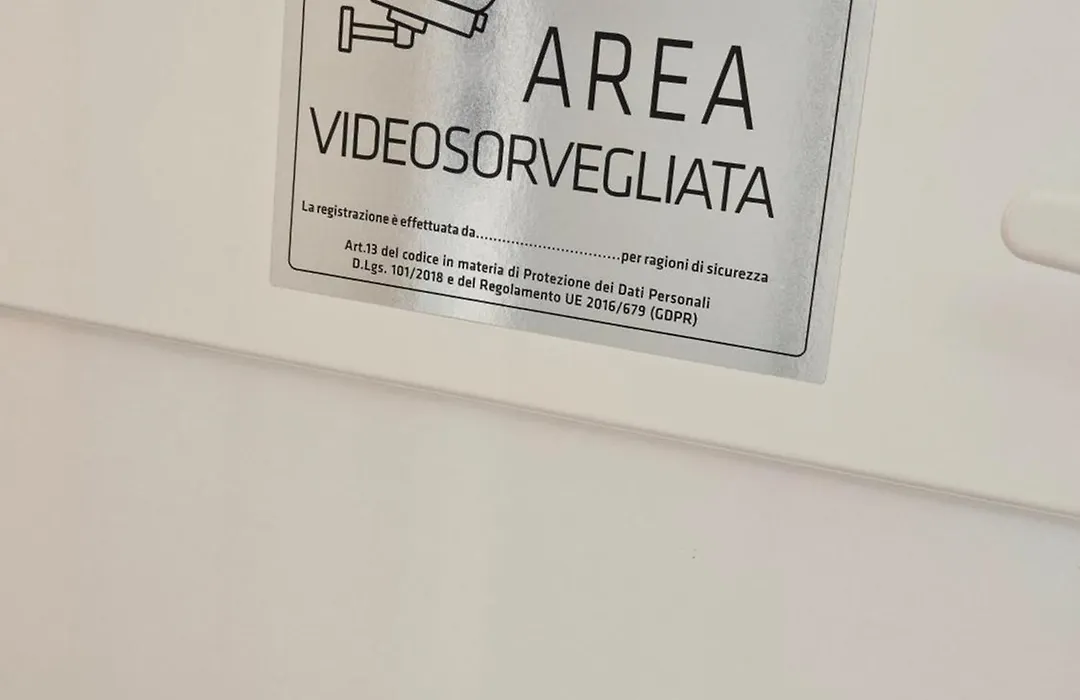 AREA
VIDEOSORVEGLIATA
La registrazione è effettuata da................................per ragioni di sicurezza
Art.13 del codice in materia di Protezione dei Dati Personali
D.Lgs. 101/2018 e del Regolamento UE 2016/679 (GDPR)